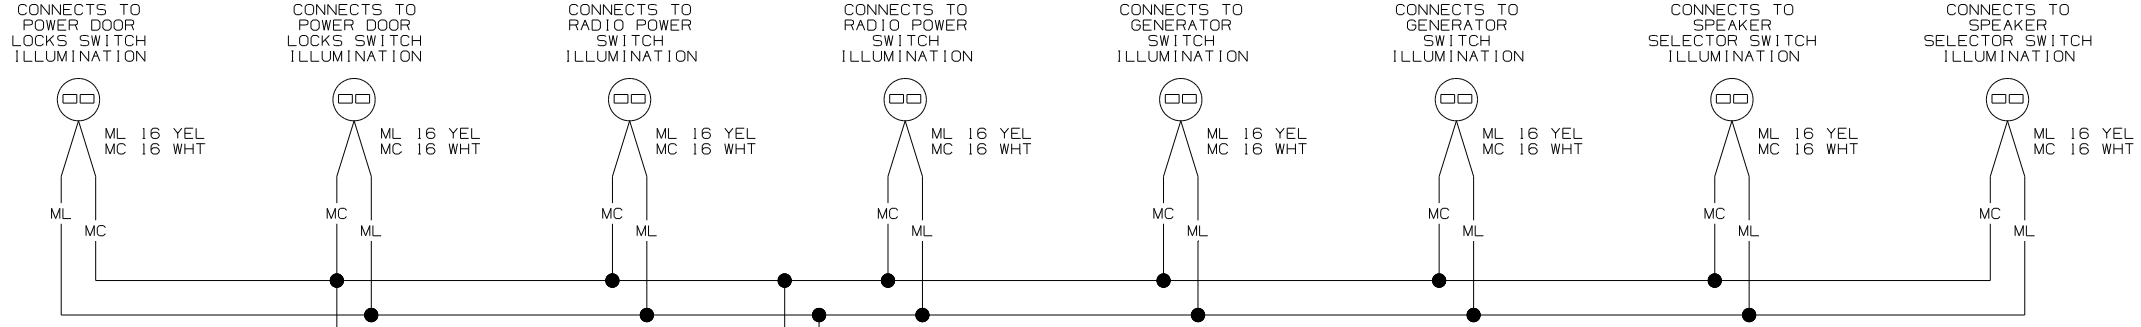 CONNECTS TO
POWER DOOR
LOCKS SWITCH
ILLUMINATION
ML 16 YEL
MC 16 WHT
ML
MC
CONNECTS TO
POWER DOOR
LOCKS SWITCH
ILLUMINATION
ML 16 YEL
MC 16 WHT
MC
ML
CONNECTS TO
RADIO POWER
SWITCH
ILLUMINATION
ML 16 YEL
MC 16 WHT
MC
ML
CONNECTS TO
RADIO POWER
SWITCH
ILLUMINATION
ML 16 YEL
MC 16 WHT
MC
ML
CONNECTS TO
GENERATOR
SWITCH
ILLUMINATION
ML 16 YEL
MC 16 WHT
MC
ML
CONNECTS TO
GENERATOR
SWITCH
ILLUMINATION
ML 16 YEL
MC 16 WHT
MC
ML
CONNECTS TO
SPEAKER
SELECTOR SWITCH
ILLUMINATION
ML 16 YEL
MC 16 WHT
MC
ML
CONNECTS TO
SPEAKER
SELECTOR SWITCH
ILLUMINATION
ML 16 YEL
MC 16 WHT
MC
ML